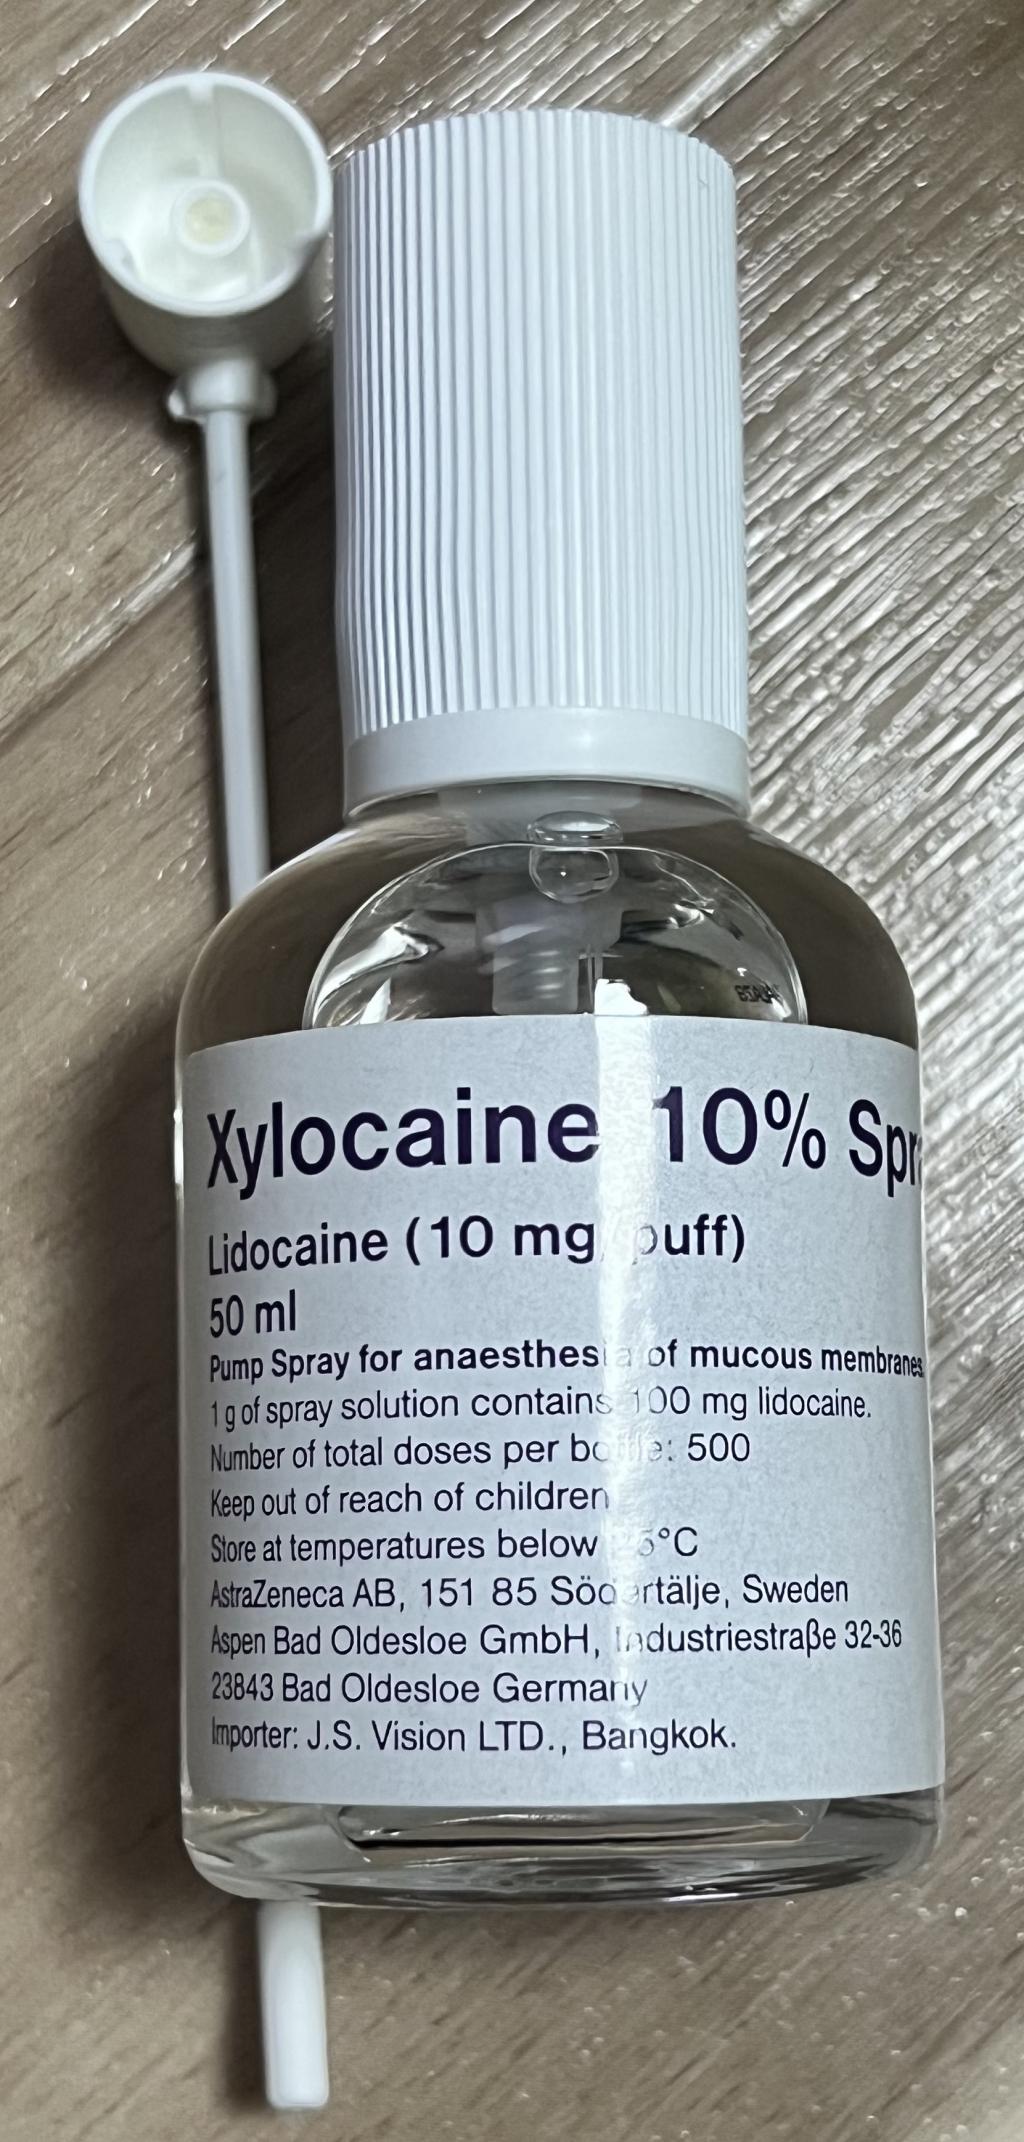 Xylocaine 10%
Lidocaine (10 mg puff)
50 ml
Pump Spray for anaesthesia of mucous membranes
1 g of spray solution contains 100 mg lidocaine.
Number of total doses per bottle: 500
Keep out of reach of children
Store at temperatures below °C
AstraZeneca AB, 151 85 Södertälje, Sweden
Aspen Bad Oldesloe GmbH, Industriestraße 32-36
23843 Bad Oldesloe Germany
Importer: J.S. Vision LTD., Bangkok.